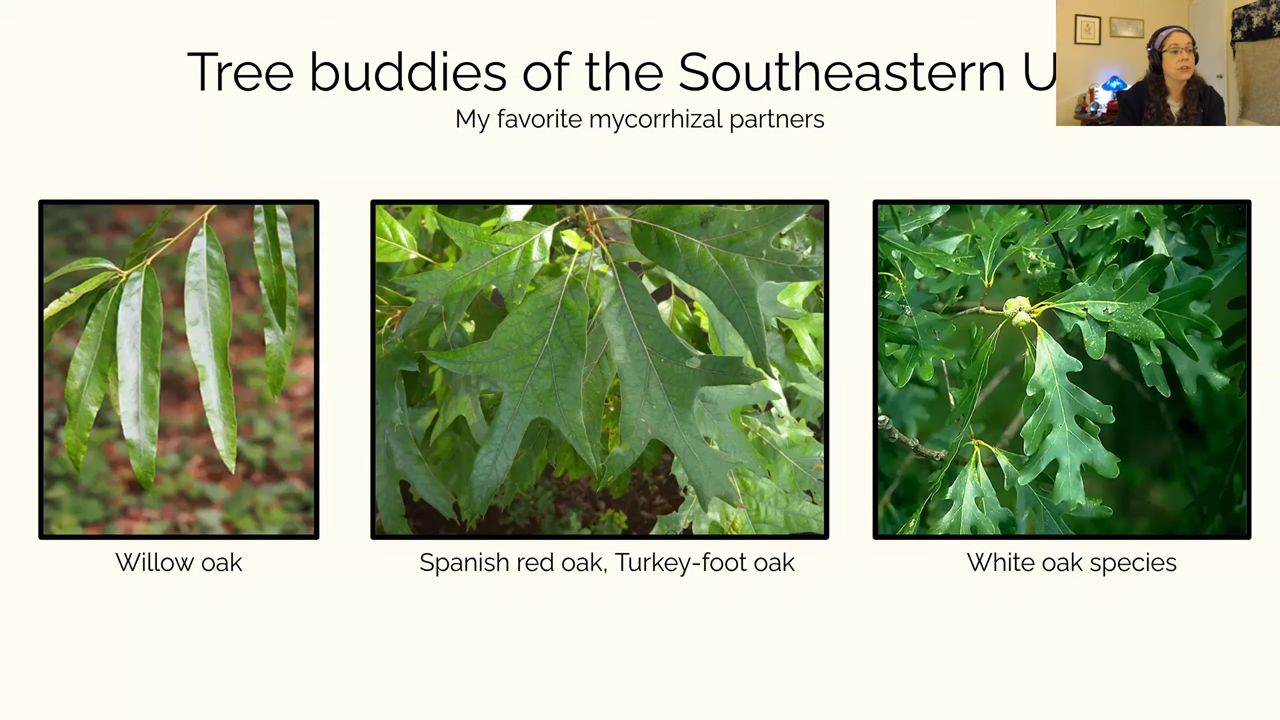 Tree buddies of the Southeastern U
My favorite mycorrhizal partners
Willow oak
Spanish red oak, Turkey-foot oak
White oak species